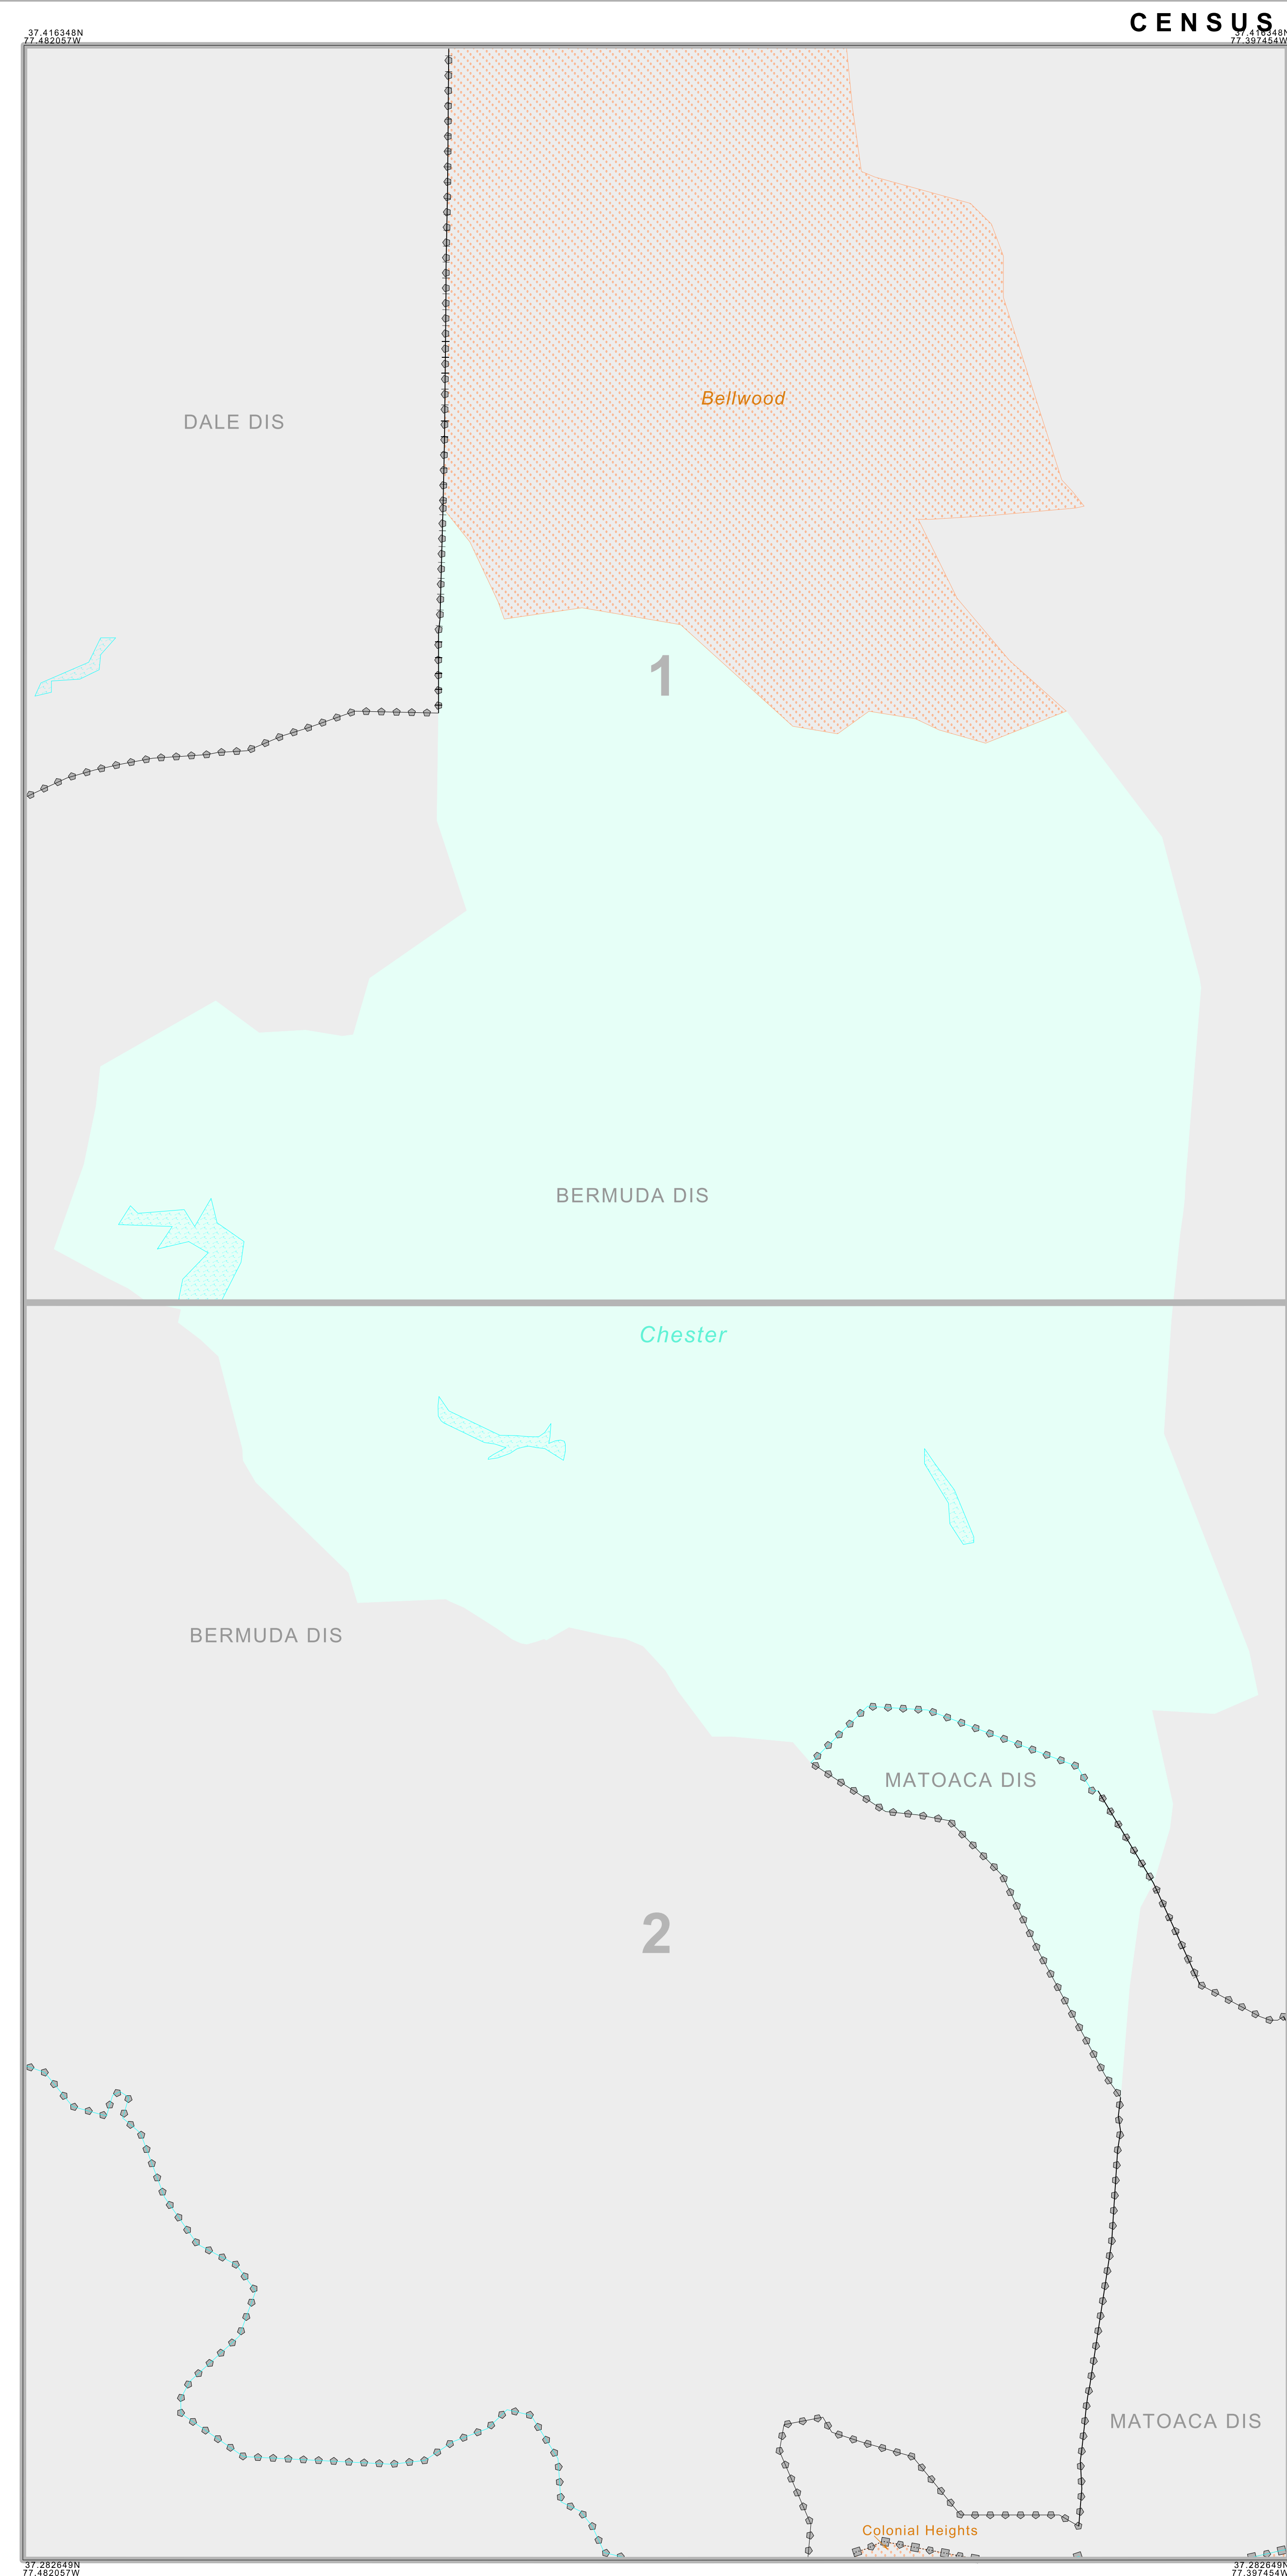 CENSUS
37.416348N
77.482057W
37.416348N
77.397454W
Bellwood
DALE DIS
1
BERMUDA DIS
Chester
BERMUDA DIS
MATOACA DIS
2
MATOACA DIS
Colonial Heights
37.282649N
77.482057W
37.282649N
77.397454W